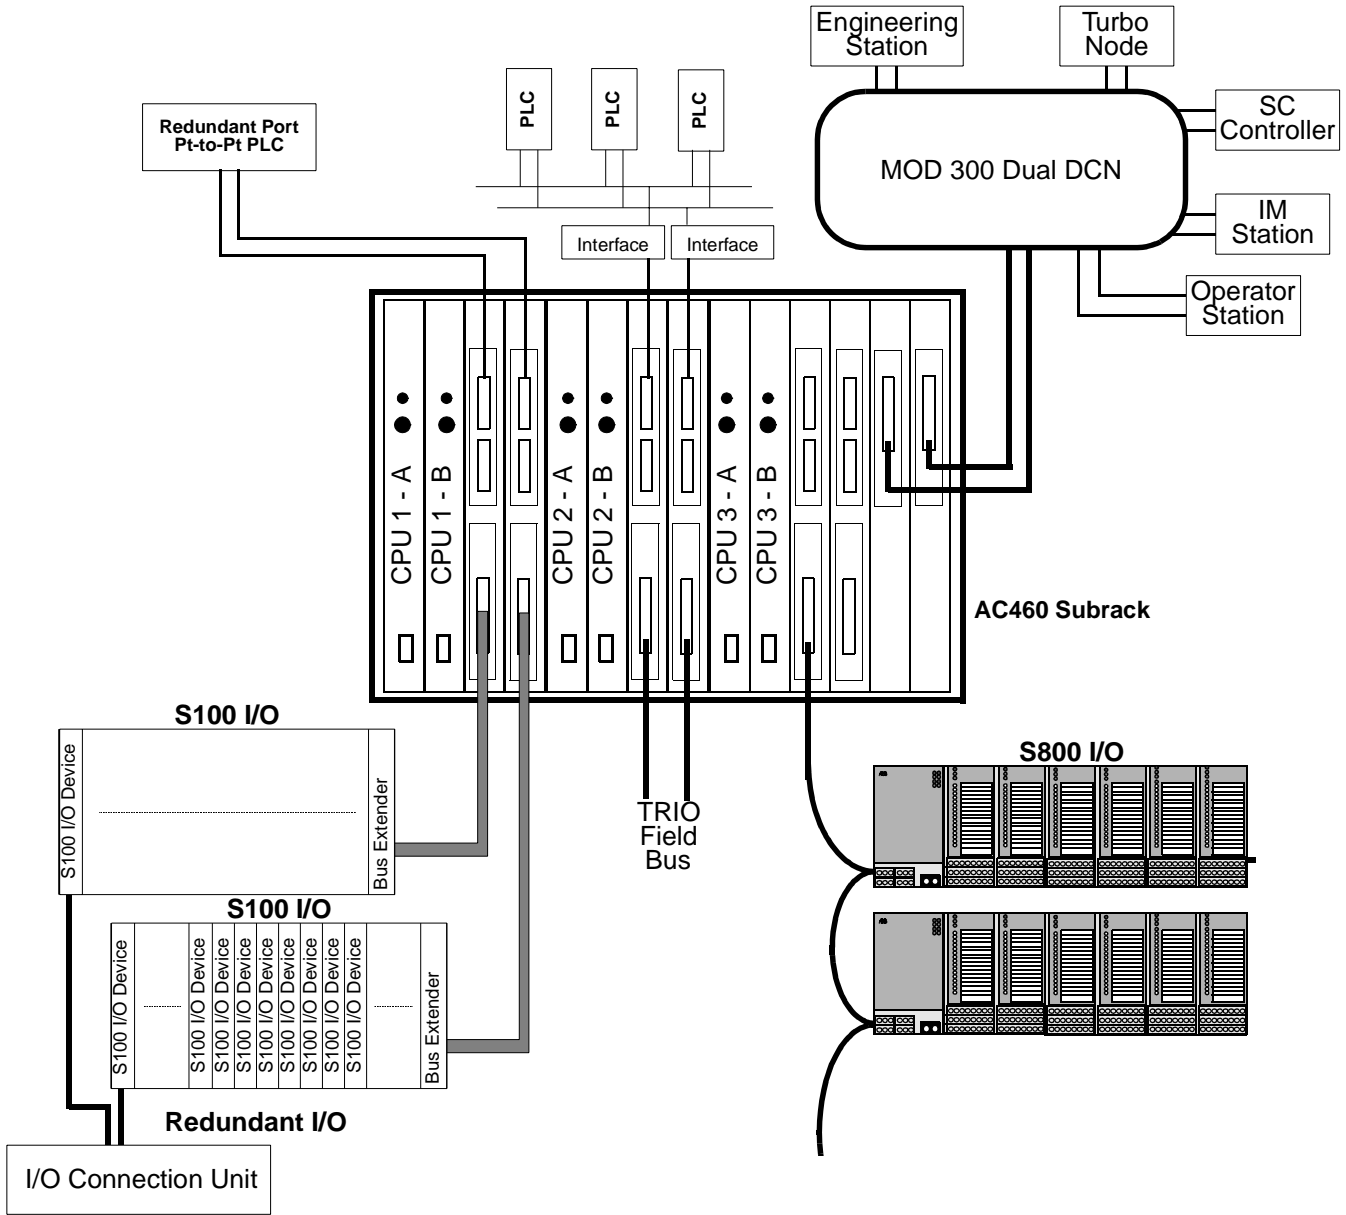 Engineering
Station
Turbo
Node
SC
Controller
MOD 300 Dual DCN
IM
Station
Operator
Station
PLC
PLC
PLC
Redundant Port
Pt-to-Pt PLC
Interface
Interface
CPU 1 - A
CPU 1 - B
CPU 2 - A
CPU 2 - B
CPU 3 - A
CPU 3 - B
AC460 Subrack
S100 I/O
S100 I/O Device
Bus Extender
TRIO
Field
Bus
S800 I/O
S100 I/O
S100 I/O Device
S100 I/O Device
S100 I/O Device
S100 I/O Device
S100 I/O Device
S100 I/O Device
S100 I/O Device
S100 I/O Device
S100 I/O Device
Bus Extender
Redundant I/O
I/O Connection Unit